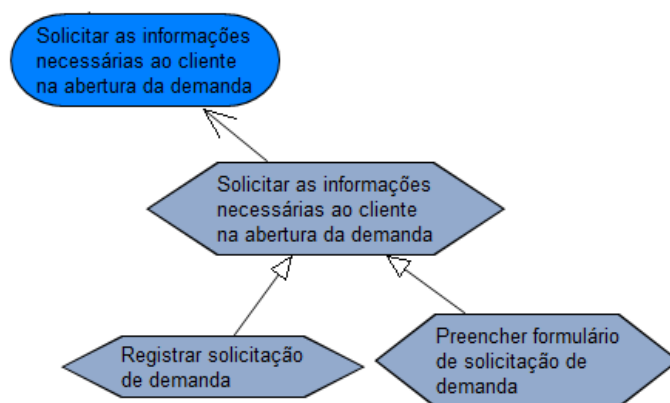 Solicitar as informações
necessárias ao cliente
na abertura da demanda
Solicitar as informações
necessárias ao cliente
na abertura da demanda
Registrar solicitação
de demanda
Preencher formulário
de solicitação de
demanda